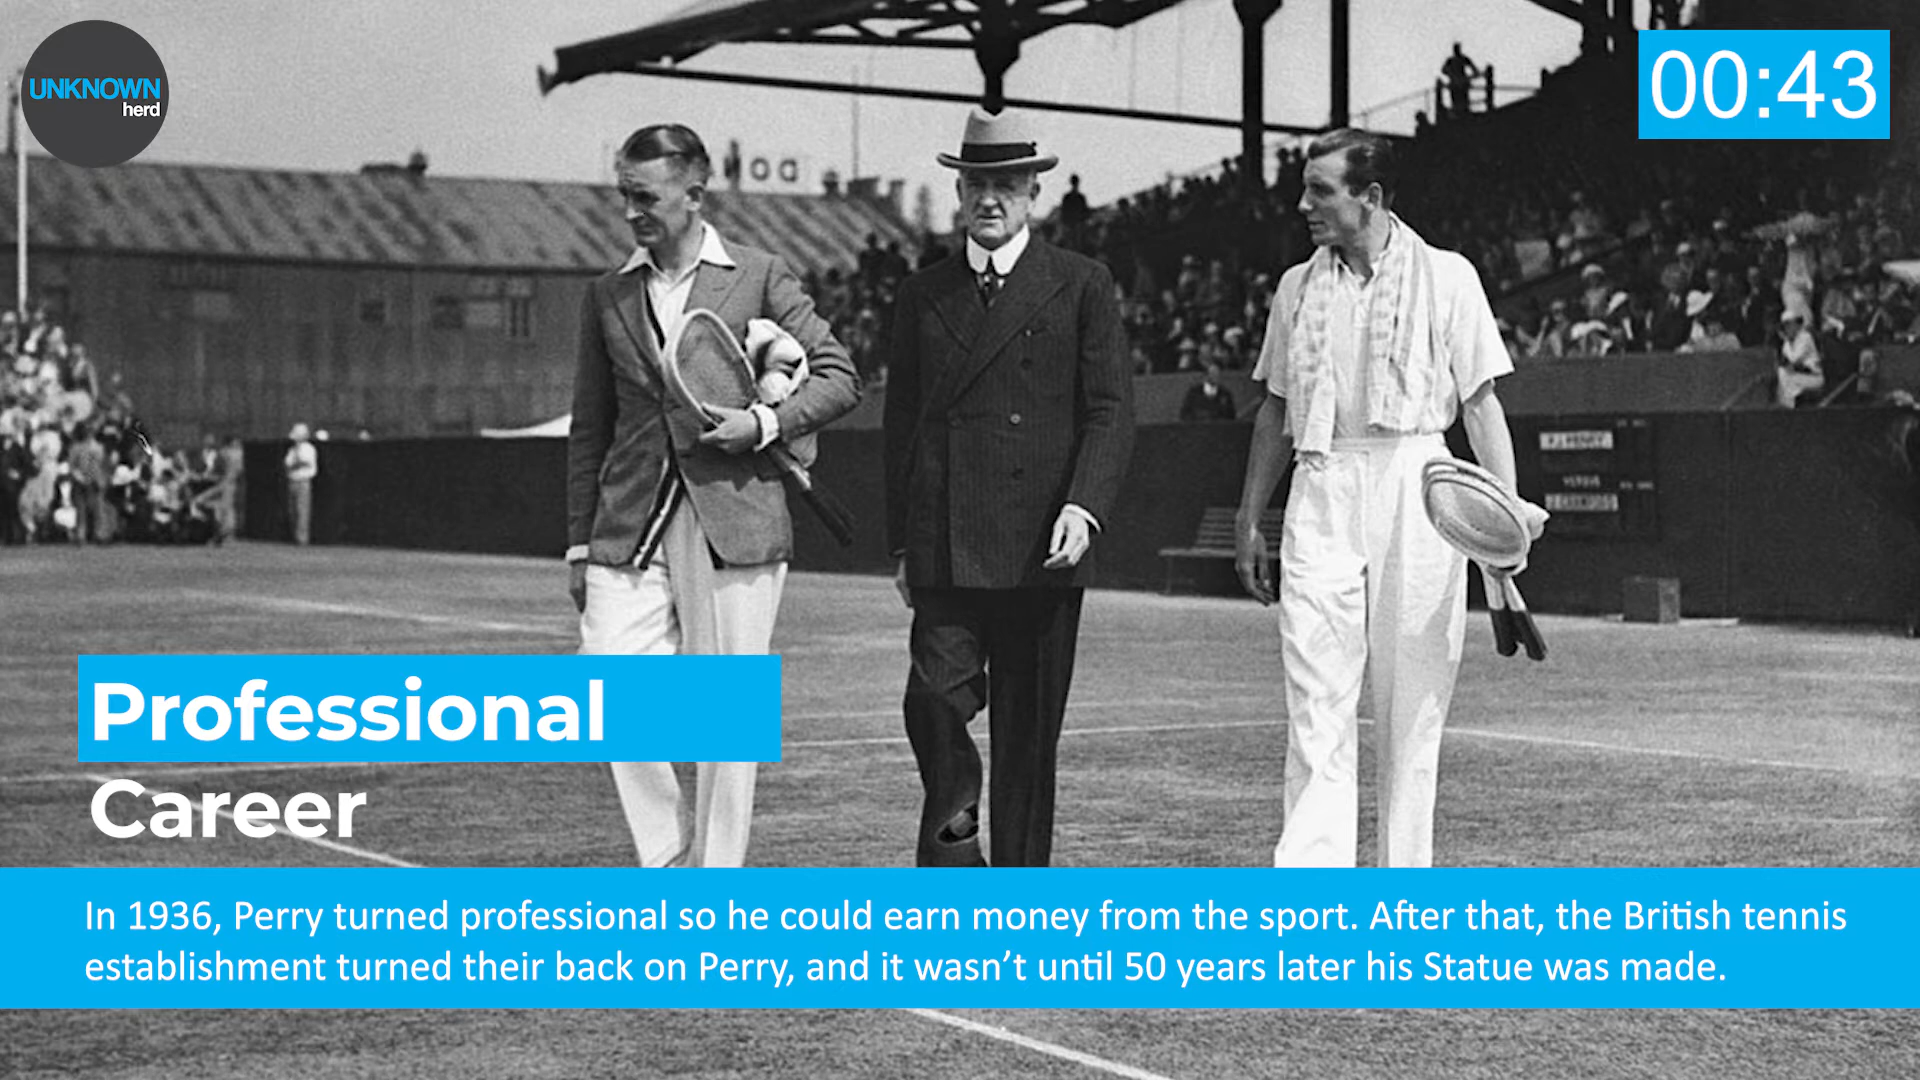 UNKNOWN
herd
00:43
Professional
Career
In 1936, Perry turned professional so he could earn money from the sport. After that, the British tennis
establishment turned their back on Perry, and it wasn't until 50 years later his Statue was made.